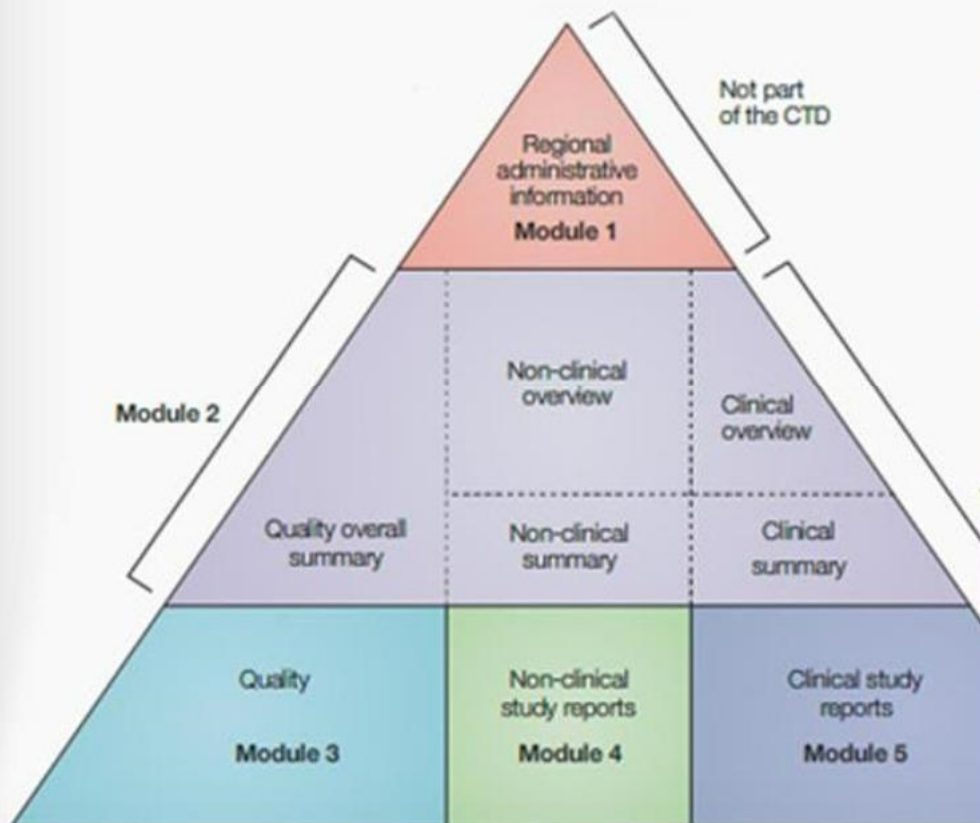 Not part
of the CTD
Regional
administrative
information
Module 1
Module 2
Non-clinical
overview
Clinical
overview
Quality overall
summary
Non-clinical
summary
Clinical
summary
Quality
Module 3
Non-clinical
study reports
Module 4
Clinical study
reports
Module 5